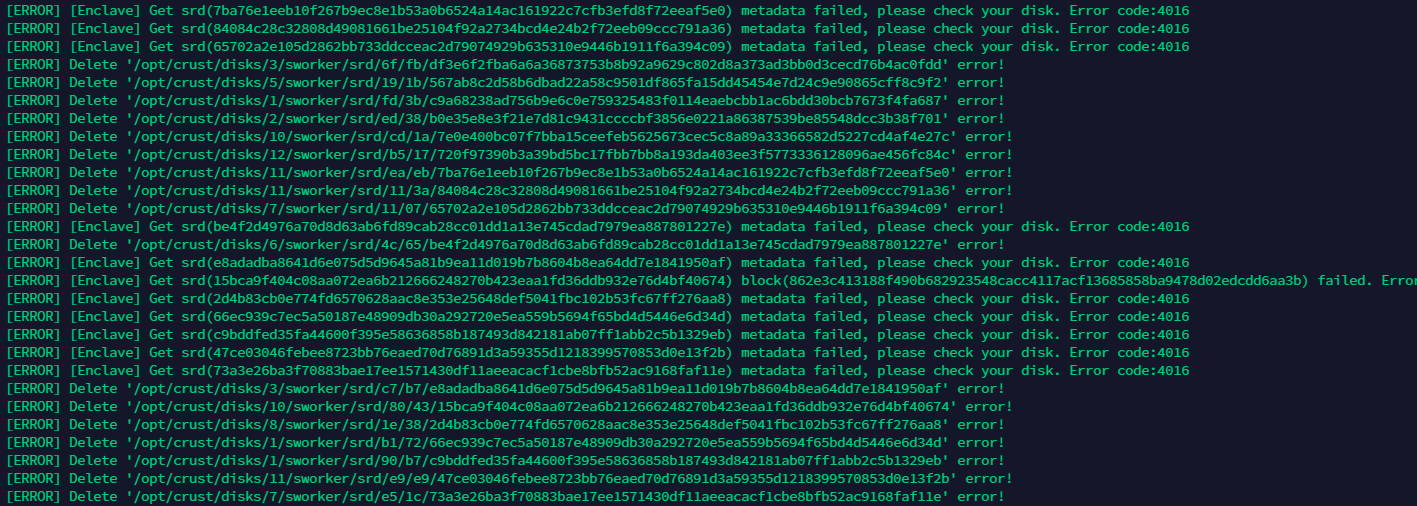 [ERROR] [Enclave] Get srd(7ba76e1eeb10f267b9ec8e1b53a0b6524a14ac161922c7cfb3efd8f72eeaf5e0) metadata failed, please check your disk. Error code:4016
[ERROR] [Enclave] Get srd(84084c28c32808d49081661be25104f92a2734bcd4e24b2f72eeb09ccc791a36) metadata failed, please check your disk. Error code:4016
[ERROR] [Enclave] Get srd(65702a2e105d2862bb733ddcceac2d79074929b635310e9446b1911f6a394c09) metadata failed, please check your disk. Error code:4016
[ERROR] Delete '/opt/crust/disks/3/sworker/srd/6f/fb/df3e6f2fba6a6a36873753b8b92a9629c802d8a373ad3bb0d3cecd76b4ac0fdd' error!
[ERROR] Delete '/opt/crust/disks/5/sworker/srd/19/1b/567ab8c2d58b6dbad22a58c9501df865fa15dd45454e7d24c9e90865cff8c9f2' error!
[ERROR] Delete '/opt/crust/disks/1/sworker/srd/fd/3b/c9a68238ad756b9e6c0e759325483f0114eaebcbb1ac6bdd30bcb7673f4fa687' error!
[ERROR] Delete '/opt/crust/disks/2/sworker/srd/ed/38/b0e35e8e3f21e7d81c9431ccccbf3856e0221a86387539be85548dcc3b38f701' error!
[ERROR] Delete '/opt/crust/disks/10/sworker/srd/cd/1a/7e0e400bc07f7bba15ceefeb5625673cec5c8a89a33366582d5227cd4af4e27c' error!
[ERROR] Delete '/opt/crust/disks/12/sworker/srd/b5/17/720f97390b3a39bd5bc17fbb7bb8a193da403ee3f5773336128096ae456fc84c' error!
[ERROR] Delete '/opt/crust/disks/11/sworker/srd/ea/eb/7ba76e1eeb10f267b9ec8e1b53a0b6524a14ac161922c7cfb3efd8f72eeaf5e0' error!
[ERROR] Delete '/opt/crust/disks/11/sworker/srd/11/3a/84084c28c32808d49081661be25104f92a2734bcd4e24b2f72eeb09ccc791a36' error!
[ERROR] Delete '/opt/crust/disks/7/sworker/srd/11/07/65702a2e105d2862bb733ddcceac2d79074929b635310e9446b1911f6a394c09' error!
[ERROR] [Enclave] Get srd(be4f2d4976a70d8d63ab6fd89cab28cc01dd1a13e745cdad7979ea887801227e) metadata failed, please check your disk. Error code:4016
[ERROR] Delete '/opt/crust/disks/6/sworker/srd/4c/65/be4f2d4976a70d8d63ab6fd89cab28cc01dd1a13e745cdad7979ea887801227e' error!
[ERROR] [Enclave] Get srd(e8adadba8641d6e075d5d9645a81b9ea11d019b7b8604b8ea64dd7e1841950af) metadata failed, please check your disk. Error code:4016
[ERROR] [Enclave] Get srd(15bca9f404c08aa072ea6b212666248270b423eaa1fd36ddb932e76d4bf40674) block(862e3c413188f490b682923548cacc4117acf13685858ba9478d02edcdd6aa3b) failed. Error
[ERROR] [Enclave] Get srd(2d4b83cb0e774fd6570628aac8e353e25648def5041fbc102b53fc67ff276aa8) metadata failed, please check your disk. Error code:4016
[ERROR] [Enclave] Get srd(66ec939c7ec5a50187e48909db30a292720e5ea559b5694f65bd4d5446e6d34d) metadata failed, please check your disk. Error code:4016
[ERROR] [Enclave] Get srd(c9bddfed35fa44600f395e58636858b187493d842181ab07ff1abb2c5b1329eb) metadata failed, please check your disk. Error code:4016
[ERROR] [Enclave] Get srd(47ce03046febee8723bb76eaed70d76891d3a59355d1218399570853d0e13f2b) metadata failed, please check your disk. Error code:4016
[ERROR] [Enclave] Get srd(73a3e26ba3f70883bae17ee1571430df11aeeacacf1cbe8bfb52ac9168faf11e) metadata failed, please check your disk. Error code:4016
[ERROR] Delete '/opt/crust/disks/3/sworker/srd/c7/b7/e8adadba8641d6e075d5d9645a81b9ea11d019b7b8604b8ea64dd7e1841950af' error!
[ERROR] Delete '/opt/crust/disks/10/sworker/srd/80/43/15bca9f404c08aa072ea6b212666248270b423eaa1fd36ddb932e76d4bf40674' error!
[ERROR] Delete '/opt/crust/disks/8/sworker/srd/1e/38/2d4b83cb0e774fd6570628aac8e353e25648def5041fbc102b53fc67ff276aa8' error!
[ERROR] Delete '/opt/crust/disks/1/sworker/srd/b1/72/66ec939c7ec5a50187e48909db30a292720e5ea559b5694f65bd4d5446e6d34d' error!
[ERROR] Delete '/opt/crust/disks/1/sworker/srd/90/b7/c9bddfed35fa44600f395e58636858b187493d842181ab07ff1abb2c5b1329eb' error!
[ERROR] Delete '/opt/crust/disks/11/sworker/srd/e9/e9/47ce03046febee8723bb76eaed70d76891d3a59355d1218399570853d0e13f2b' error!
[ERROR] Delete '/opt/crust/disks/7/sworker/srd/e5/1c/73a3e26ba3f70883bae17ee1571430df11aeeacacf1cbe8bfb52ac9168faf11e' error!